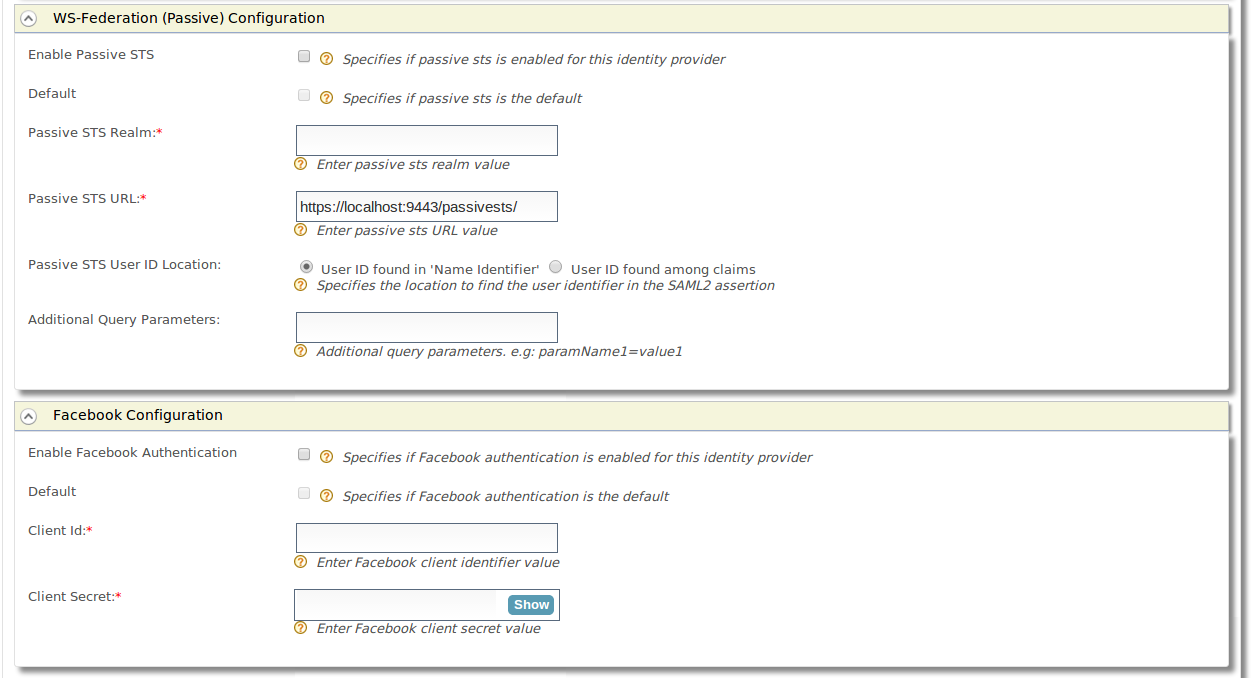 WS-Federation (Passive) Configuration
Enable Passive STS
? Specifies if passive sts is enabled for this identity provider
Default
? Specifies if passive sts is the default
Passive STS Realm:*
? Enter passive sts realm value
Passive STS URL:*
https://localhost:9443/passivests/
? Enter passive sts URL value
Passive STS User ID Location:
User ID found in 'Name Identifier' User ID found among claims
? Specifies the location to find the user identifier in the SAML2 assertion
Additional Query Parameters:
? Additional query parameters. e.g: paramName1=value1
Facebook Configuration
Enable Facebook Authentication
? Specifies if Facebook authentication is enabled for this identity provider
Default
? Specifies if Facebook authentication is the default
Client Id:*
? Enter Facebook client identifier value
Client Secret:*
Show
? Enter Facebook client secret value